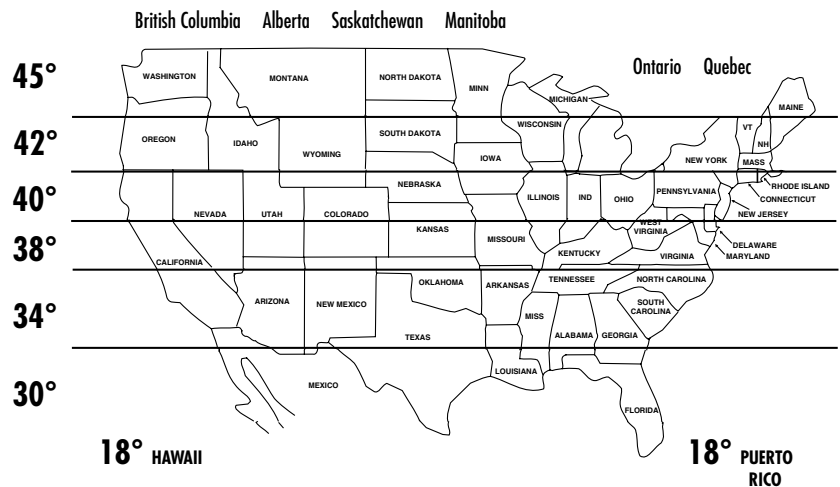 British Columbia Alberta Saskatchewan Manitoba
Ontario Quebec
45°
WASHINGTON
MONTANA
NORTH DAKOTA
MINN
MICHIGAN
MAINE
42°
OREGON
IDAHO
WYOMING
SOUTH DAKOTA
WISCONSIN
IOWA
NEW YORK
VT
NH
MASS
40°
NEVADA
UTAH
COLORADO
NEBRASKA
ILLINOIS
IND
OHIO
PENNSYLVANIA
RHODE ISLAND
CONNECTICUT
NEW JERSEY
38°
CALIFORNIA
KANSAS
MISSOURI
KENTUCKY
WEST
VIRGINIA
VIRGINIA
DELAWARE
MARYLAND
34°
ARIZONA
NEW MEXICO
OKLAHOMA
TEXAS
ARKANSAS
TENNESSEE
NORTH CAROLINA
SOUTH
CAROLINA
MISS
ALABAMA
GEORGIA
30°
MEXICO
LOUISIANA
FLORIDA
18° HAWAII
18° PUERTO
RICO